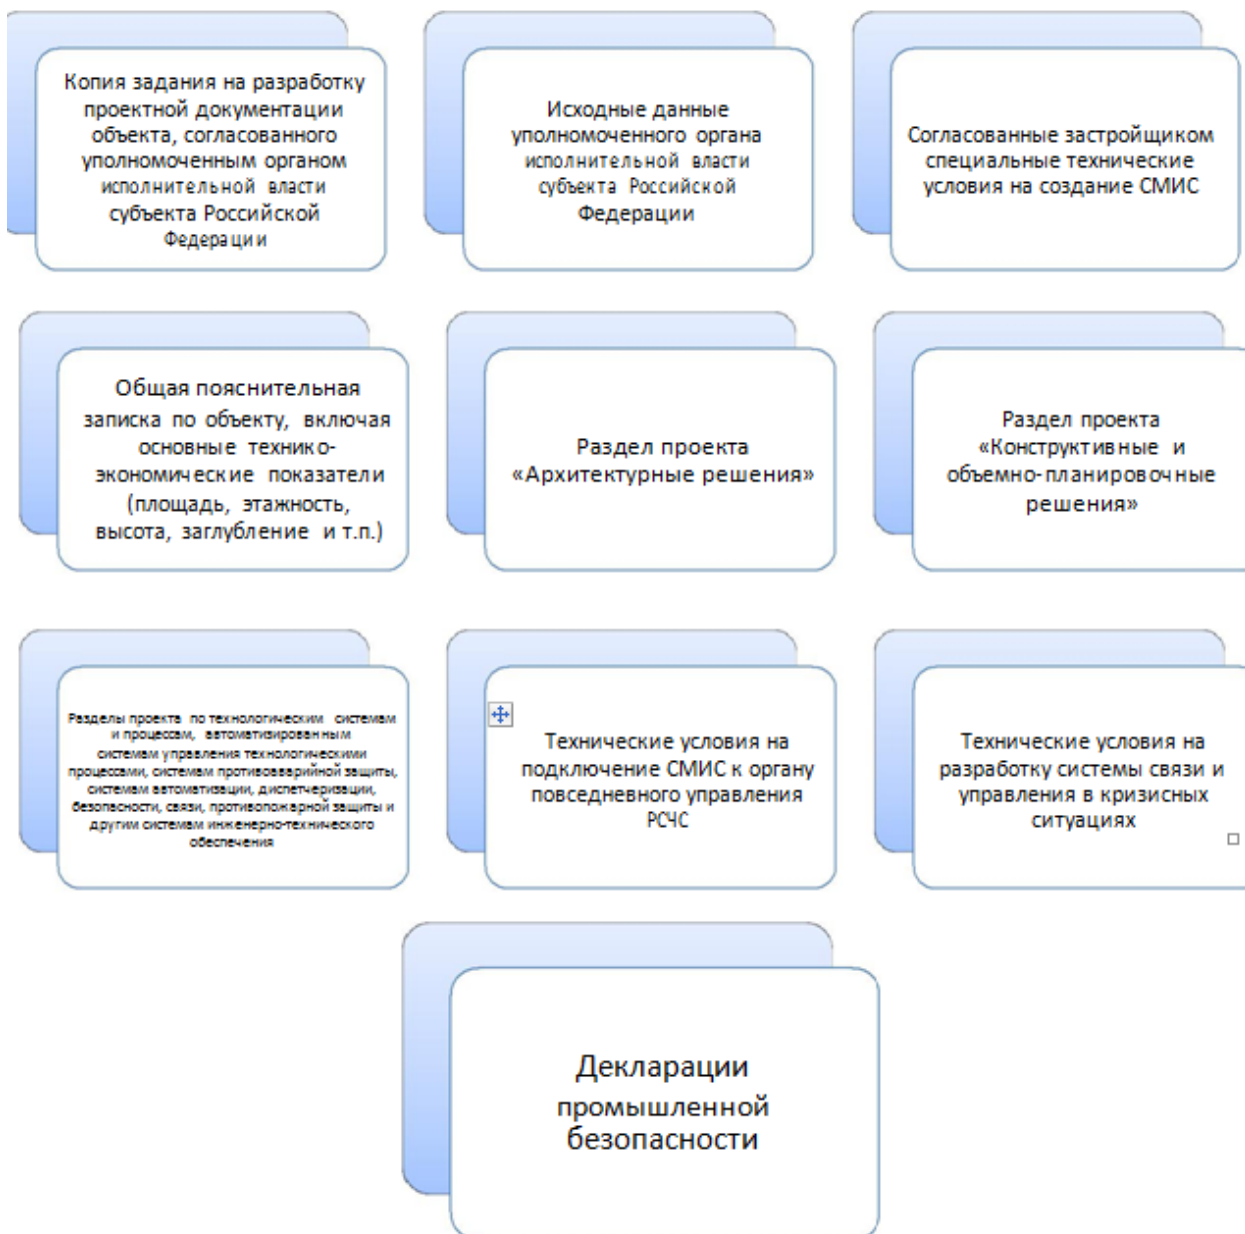 Копия задания на разработку
проектной документации
объекта, согласованного
уполномоченным органом
исполнительной власти
субъекта Российской
Федерации
Исходные данные
уполномоченного органа
исполнительной власти
субъекта Российской
Федерации
Согласованные застройщиком
специальные технические
условия на создание СМИС
Общая пояснительная
записка по объекту, включая
основные технико-
экономические показатели
(площадь, этажность,
высота, заглубление и т.п.)
Раздел проекта
«Архитектурные решения»
Раздел проекта
«Конструктивные и
объемно-планировочные
решения»
Разделы проекта по технологическим системам
и процессам, автоматизированным
системам управления технологическими
процессами, системам противоаварийной защиты,
системам автоматизации, диспетчеризации,
безопасности, связи, противопожарной защиты и
другим системам инженерно-технического
обеспечения
Технические условия на
подключение СМИС к органу
повседневного управления
РСЧС
Технические условия на
разработку системы связи и
управления в кризисных
ситуациях
Декларации
промышленной
безопасности